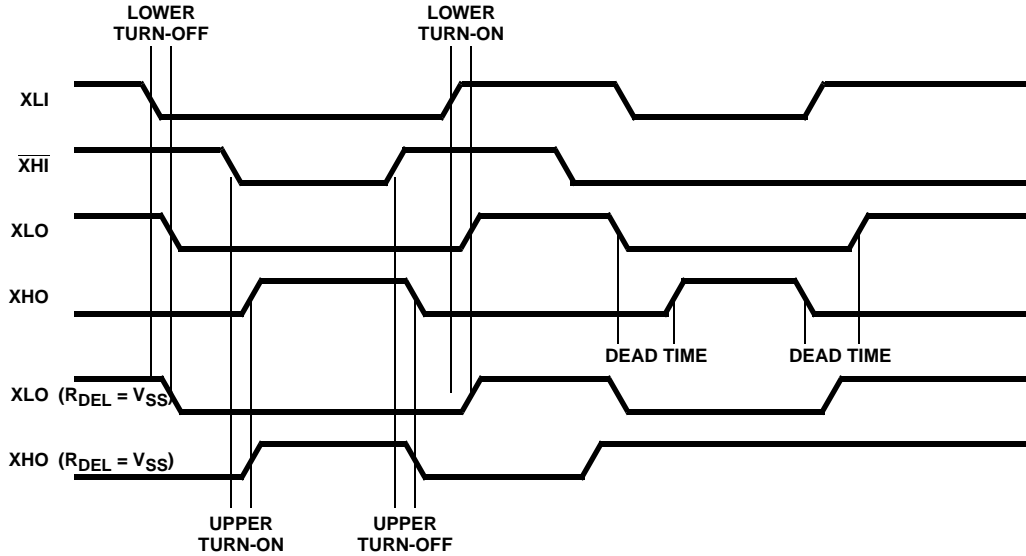 LOWER
TURN-OFF
LOWER
TURN-ON
XLI
X̅H̅I̅
XLO
XHO
DEAD TIME
DEAD TIME
XLO (RDEL = VSS)
XHO (RDEL = VSS)
UPPER
TURN-ON
UPPER
TURN-OFF